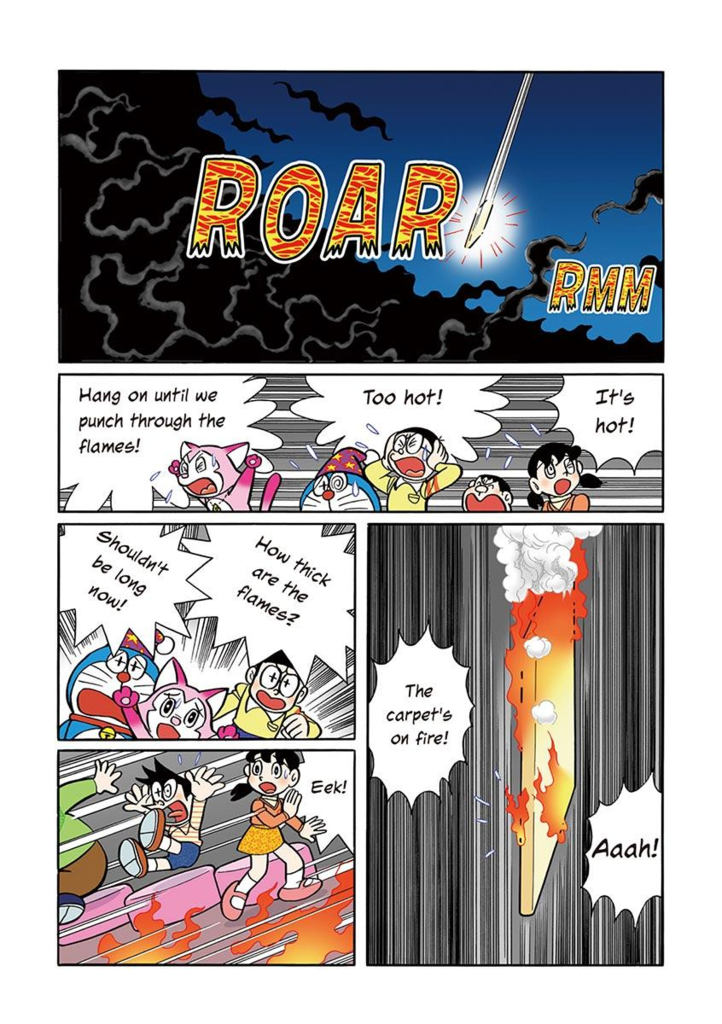 ROAR
RMM
Hang on until we
punch through the
flames!
Too hot!
It's
hot!
Shouldn't
be long
now!
How thick
are the
flames?
The
carpet's
on fire!
Aaah!
Eek!